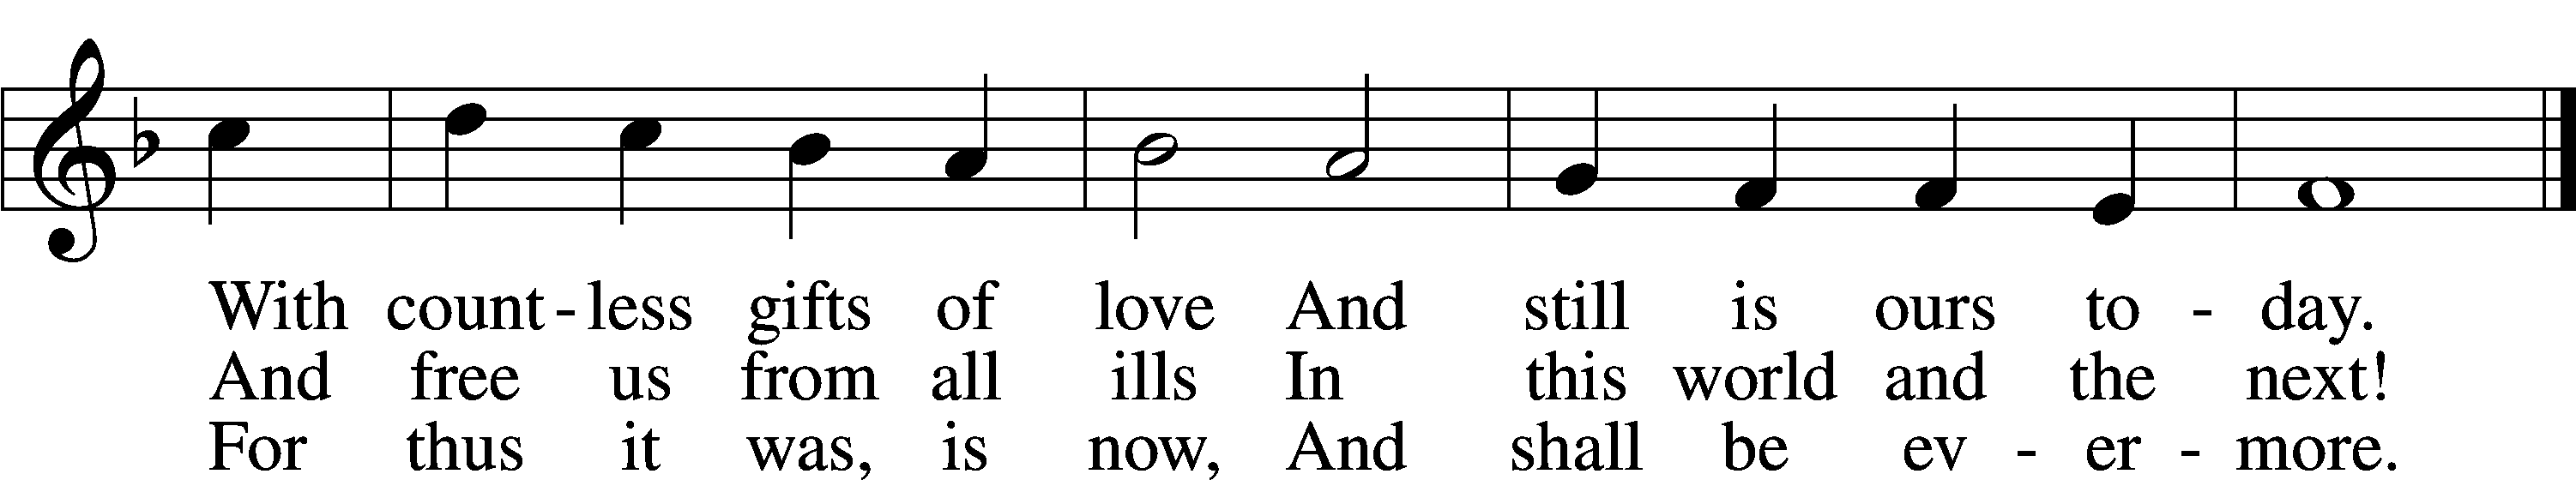 With count - less gifts of love And still is ours to - day.
And free us from all ills In this world and the next!
For thus it was, is now, And shall be ev - er - more.